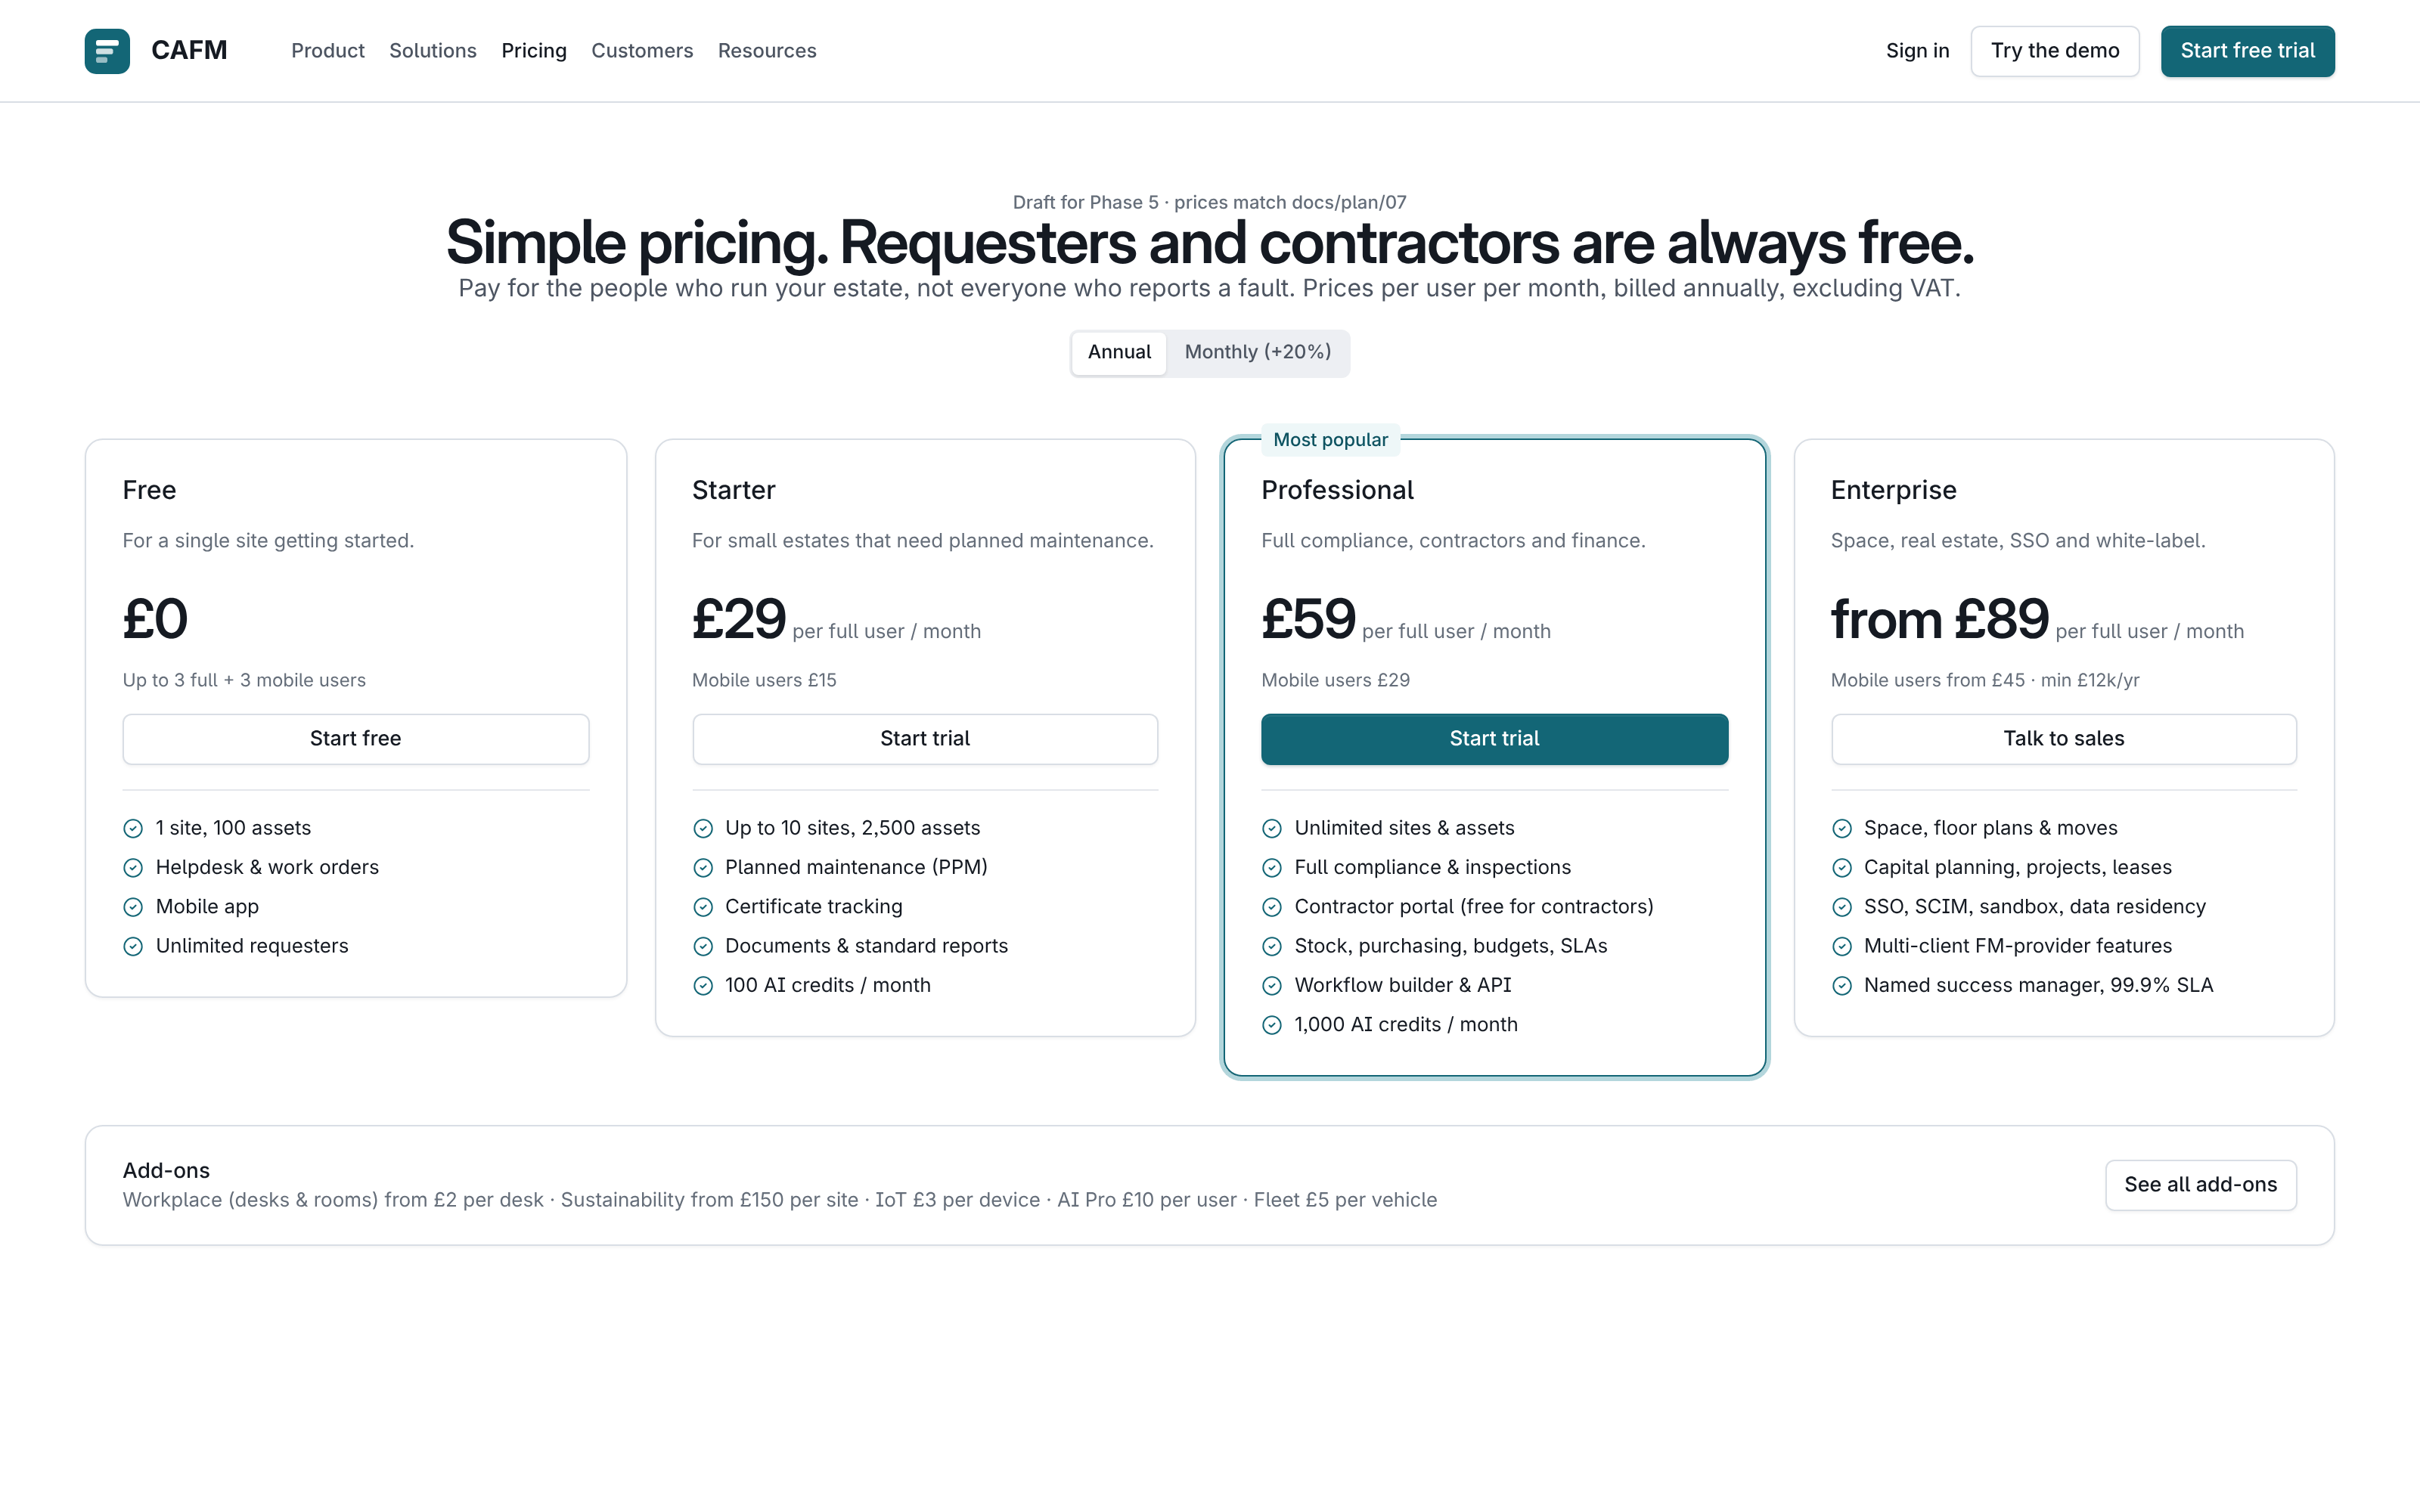 CAFM
Product Solutions Pricing Customers Resources
Sign in Try the demo Start free trial
Draft for Phase 5 · prices match docs/plan/07
Simple pricing. Requesters and contractors are always free.
Pay for the people who run your estate, not everyone who reports a fault. Prices per user per month, billed annually, excluding VAT.
Annual Monthly (+20%)
Free
For a single site getting started.
£0
Up to 3 full + 3 mobile users
Start free
1 site, 100 assets
Helpdesk & work orders
Mobile app
Unlimited requesters
Starter
For small estates that need planned maintenance.
£29 per full user / month
Mobile users £15
Start trial
Up to 10 sites, 2,500 assets
Planned maintenance (PPM)
Certificate tracking
Documents & standard reports
100 AI credits / month
Most popular
Professional
Full compliance, contractors and finance.
£59 per full user / month
Mobile users £29
Start trial
Unlimited sites & assets
Full compliance & inspections
Contractor portal (free for contractors)
Stock, purchasing, budgets, SLAs
Workflow builder & API
1,000 AI credits / month
Enterprise
Space, real estate, SSO and white-label.
from £89 per full user / month
Mobile users from £45 · min £12k/yr
Talk to sales
Space, floor plans & moves
Capital planning, projects, leases
SSO, SCIM, sandbox, data residency
Multi-client FM-provider features
Named success manager, 99.9% SLA
Add-ons
Workplace (desks & rooms) from £2 per desk · Sustainability from £150 per site · IoT £3 per device · AI Pro £10 per user · Fleet £5 per vehicle
See all add-ons